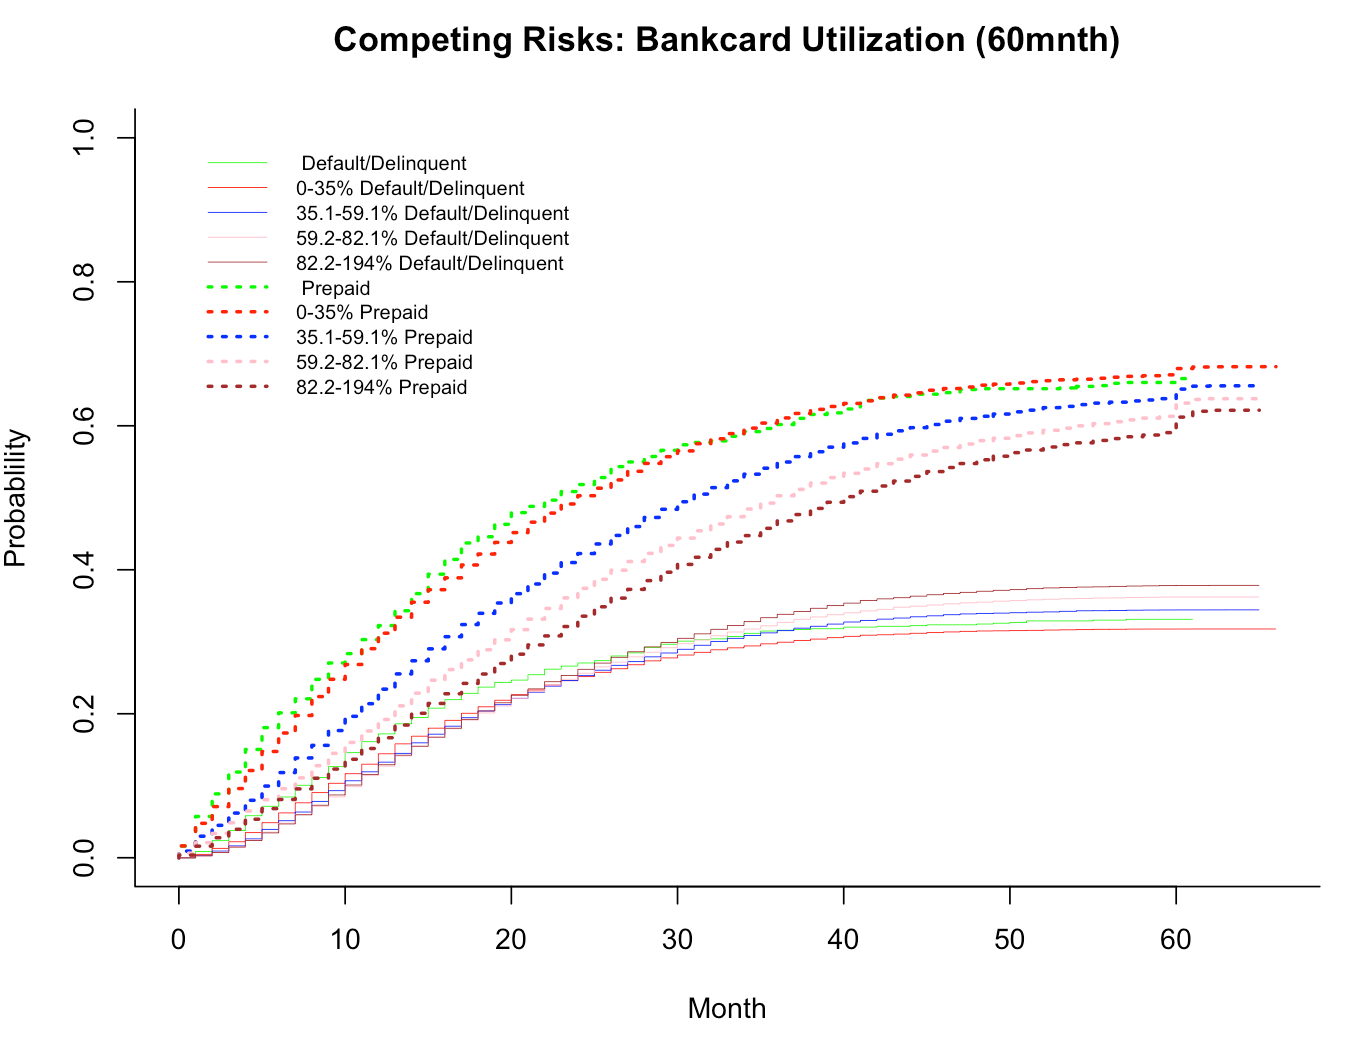 Competing Risks: Bankcard Utilization (60mnth)
1.0
0.8
0.6
0.4
0.2
0.0
Probablility
Default/Delinquent
0-35% Default/Delinquent
35.1-59.1% Default/Delinquent
59.2-82.1% Default/Delinquent
82.2-194% Default/Delinquent
Prepaid
0-35% Prepaid
35.1-59.1% Prepaid
59.2-82.1% Prepaid
82.2-194% Prepaid
0 10 20 30 40 50 60
Month